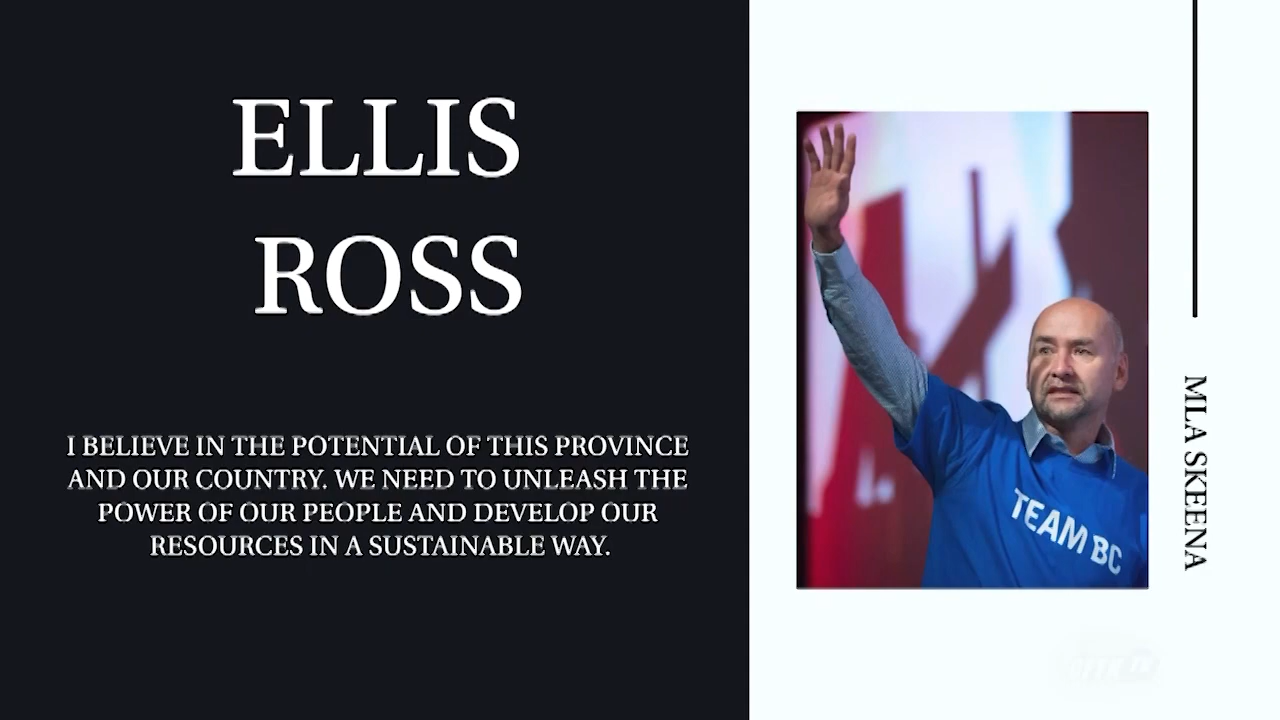 ELLIS
ROSS
I BELIEVE IN THE POTENTIAL OF THIS PROVINCE
AND OUR COUNTRY. WE NEED TO UNLEASH THE
POWER OF OUR PEOPLE AND DEVELOP OUR
RESOURCES IN A SUSTAINABLE WAY.
TEAM BC
MLA SKEENA